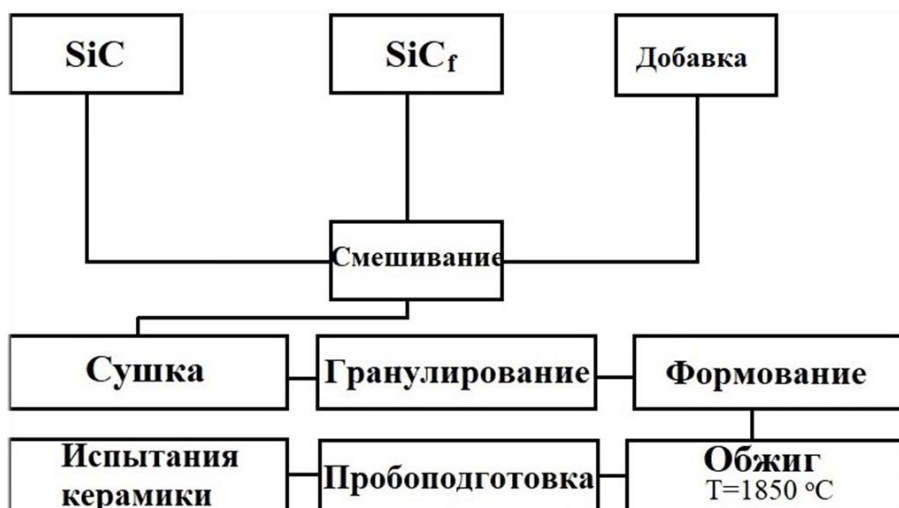 SiC
SiCf
Добавка
Смешивание
Сушка
Гранулирование
Формование
Испытания
керамики
Пробоподготовка
Обжиг
T=1850 °C